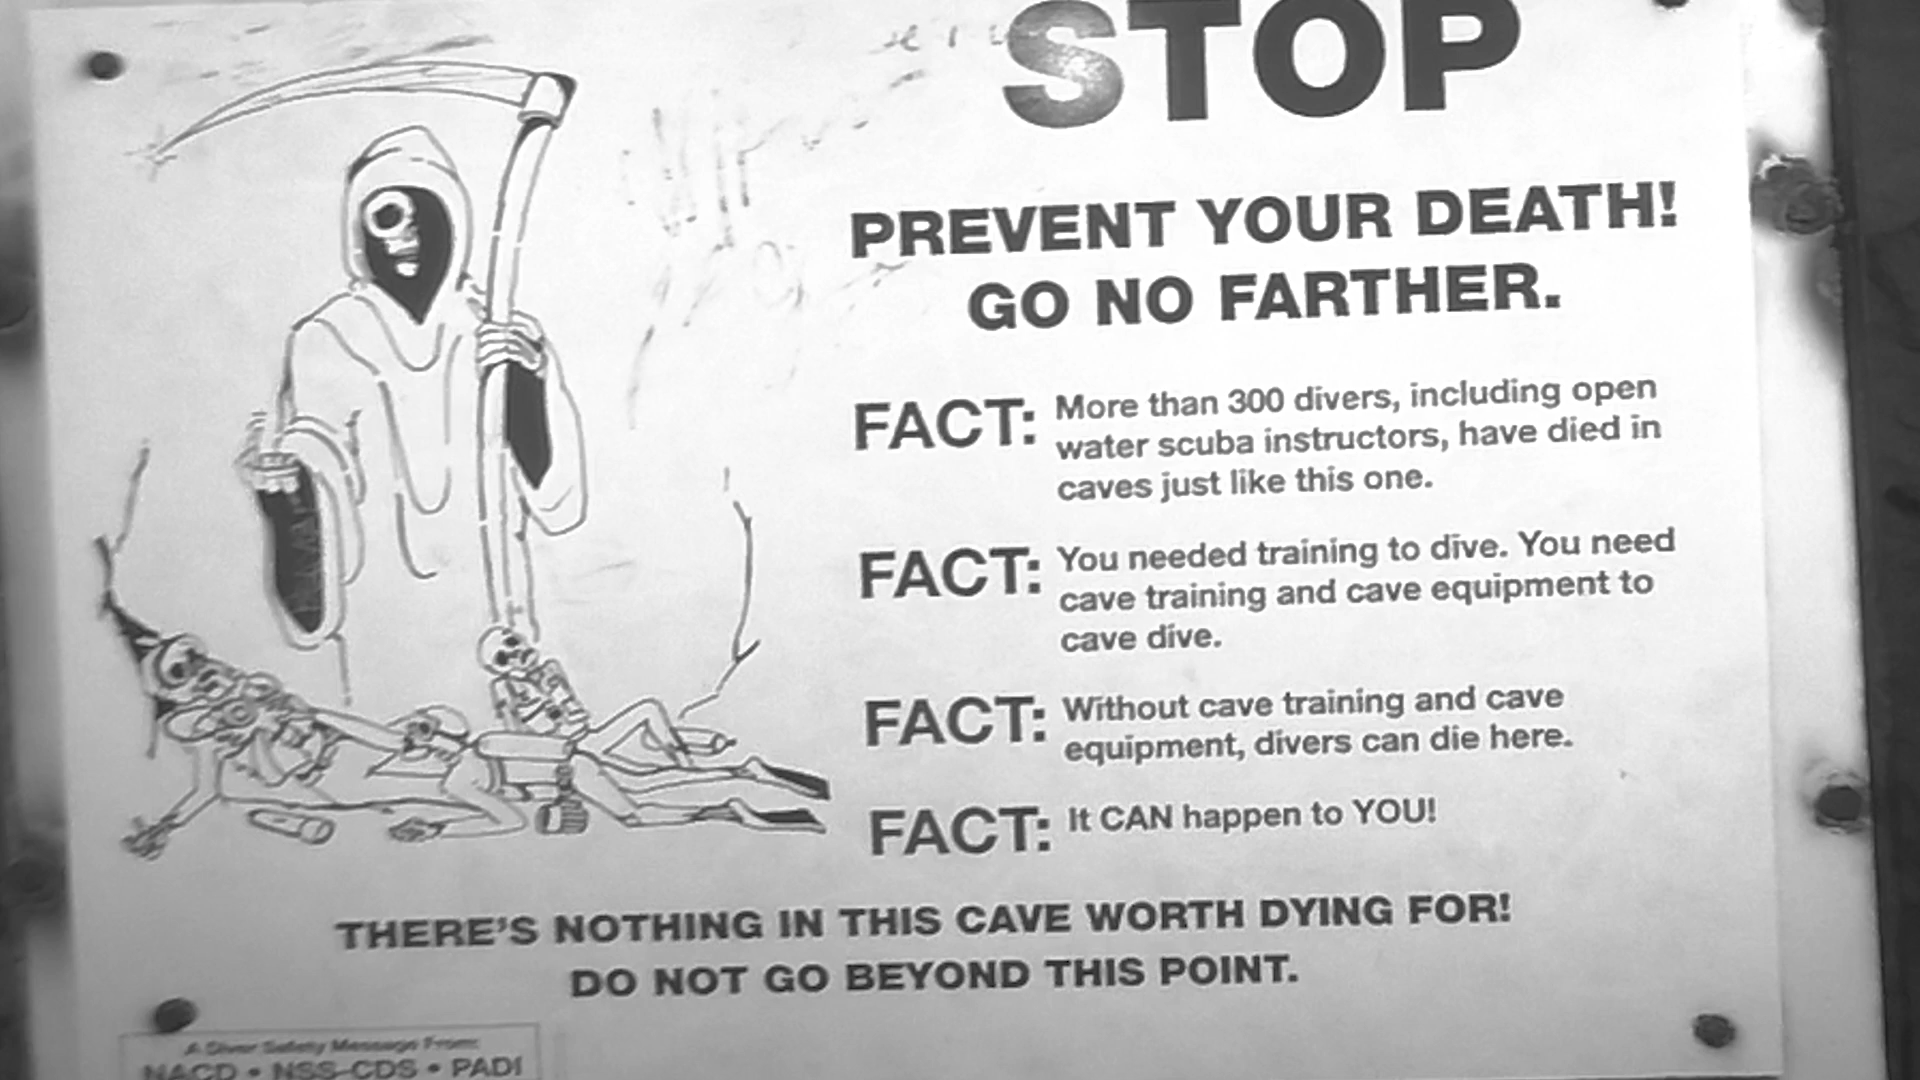 STOP
PREVENT YOUR DEATH!
GO NO FARTHER.
FACT: More than 300 divers, including open
water scuba instructors, have died in
caves just like this one.
FACT: You needed training to dive. You need
cave training and cave equipment to
cave dive.
FACT: Without cave training and cave
equipment, divers can die here.
FACT: It CAN happen to YOU!
THERE'S NOTHING IN THIS CAVE WORTH DYING FOR!
DO NOT GO BEYOND THIS POINT.
A Diver Safety Message From:
NACD • NSS-CDS • PADI